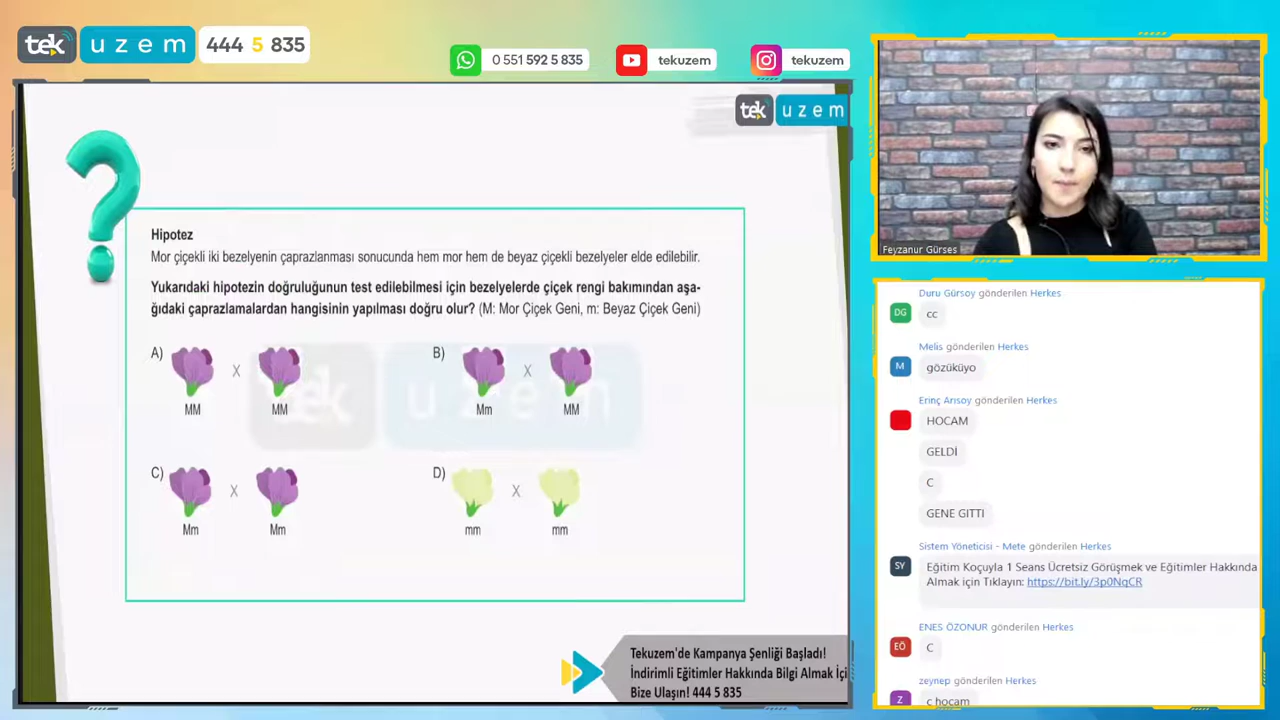 tek uzem 444 5 835
0 551 592 5 835
tekuzem
tekuzem
tek uzem
Hipotez
Mor çiçekli iki bezelyenin çaprazlanması sonucunda hem mor hem de beyaz çiçekli bezelyeler elde edilebilir.
Yukarıdaki hipotezin doğruluğunun test edilebilmesi için bezelyelerde çiçek rengi bakımından aşa-
ğıdaki çaprazlamalardan hangisinin yapılması doğru olur? (M: Mor Çiçek Geni, m: Beyaz Çiçek Geni)
A) X
MM MM
B) X
Mm MM
tek uzem
C) X
Mm Mm
D) X
mm mm
Tekuzem'de Kampanya Şenliği Başladı!
İndirimli Eğitimler Hakkında Bilgi Almak İçi
Bize Ulaşın! 444 5 835
Feyzanur Gürses
Duru Gürsoy gönderilen Herkes
DG cc
Melis gönderilen Herkes
M gözüküyo
Erinç Arısoy gönderilen Herkes
HOCAM
GELDİ
C
GENE GITTI
Sistem Yöneticisi - Mete gönderilen Herkes
SY Eğitim Koçuyla 1 Seans Ücretsiz Görüşmek ve Eğitimler Hakkında
Almak için Tıklayın: https://bit.ly/3p0NqCR
ENES ÖZONUR gönderilen Herkes
EÖ C
zeynep gönderilen Herkes
Z c hocam